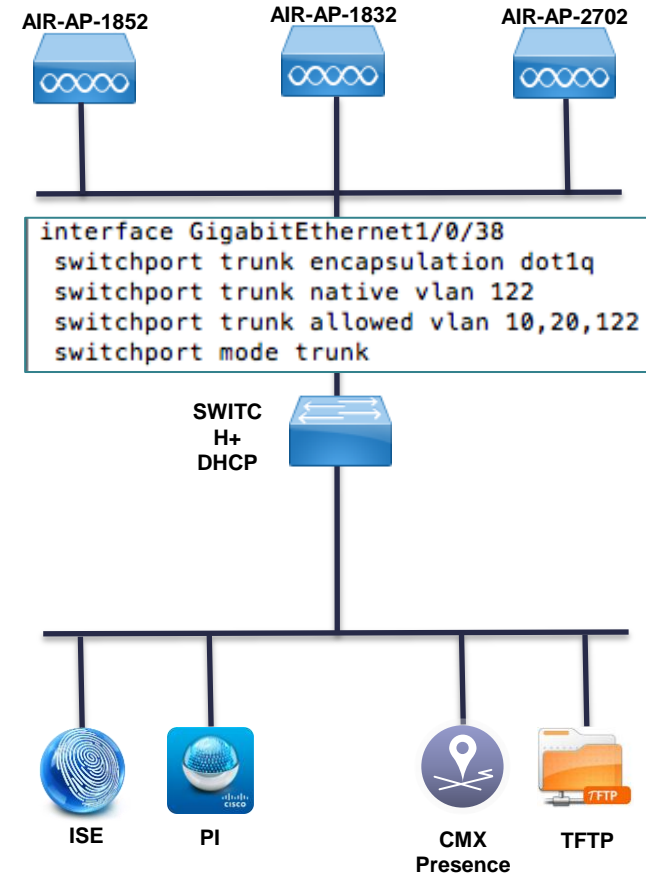 AIR-AP-1852
AIR-AP-1832
AIR-AP-2702
interface GigabitEthernet1/0/38
switchport trunk encapsulation dot1q
switchport trunk native vlan 122
switchport trunk allowed vlan 10,20,122
switchport mode trunk
SWITC
H+
DHCP
CISCO
TFTP
ISE
PI
CMX
Presence
TFTP